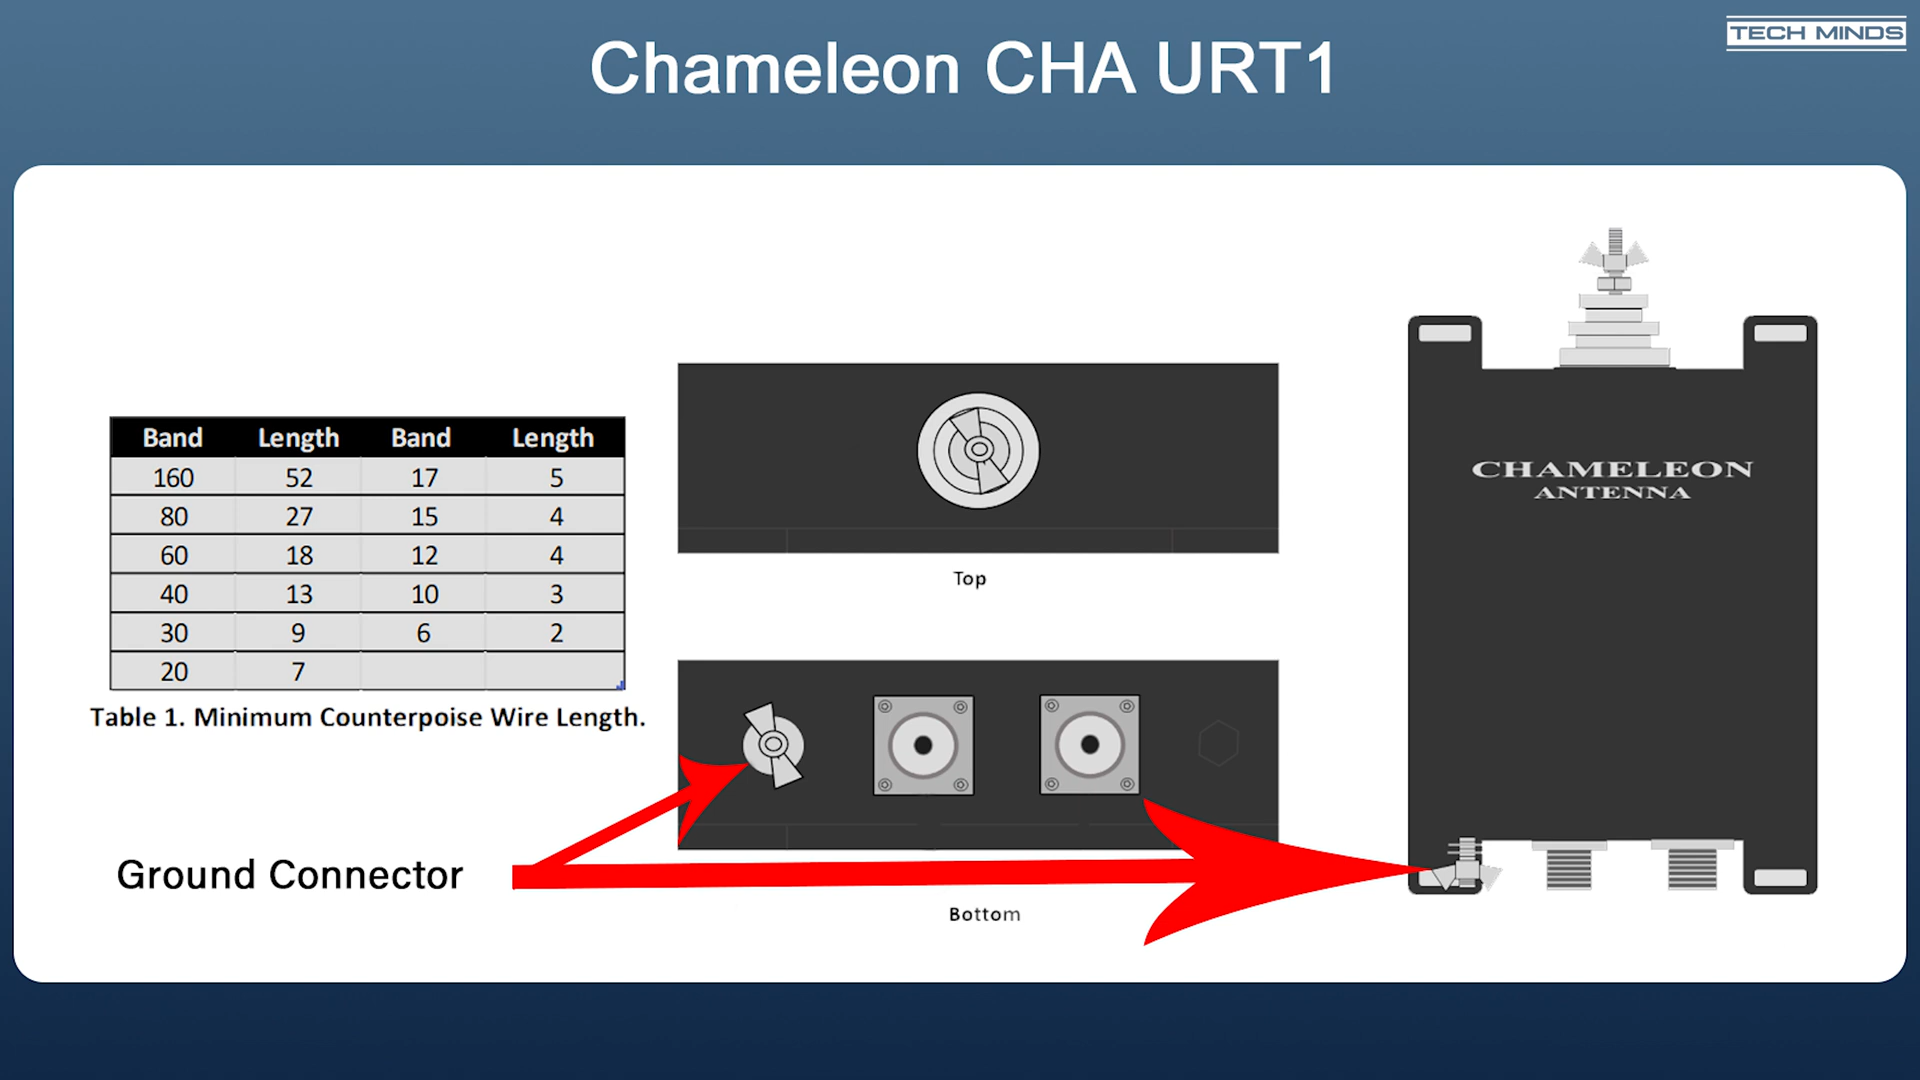 Chameleon CHA URT1
TECH MINDS
Band Length Band Length
160 52 17 5
80 27 15 4
60 18 12 4
40 13 10 3
30 9 6 2
20 7
Table 1. Minimum Counterpoise Wire Length.
Top
CHAMELEON
ANTENNA
Ground Connector
Bottom